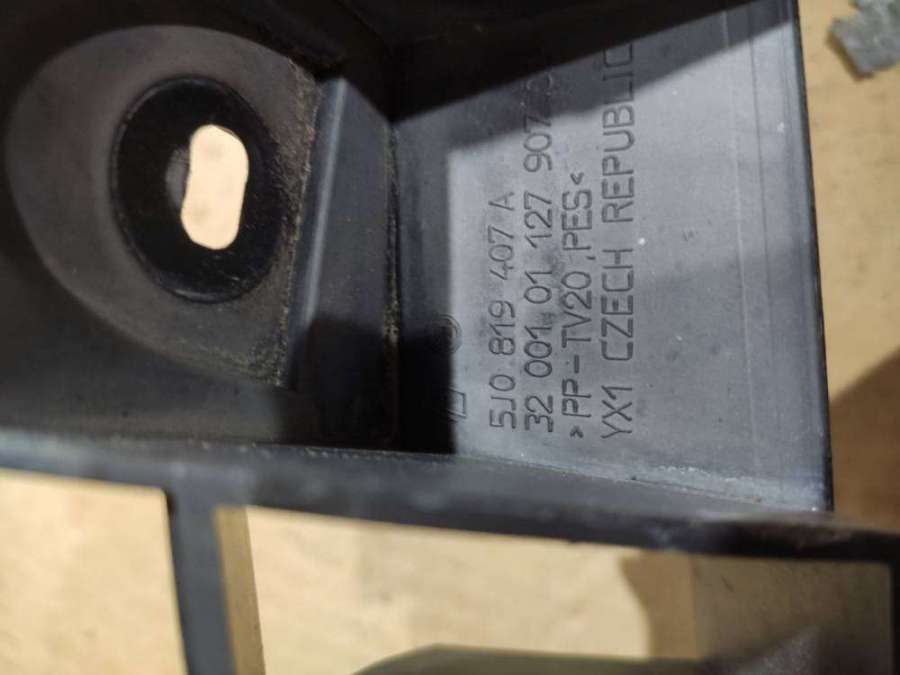 5J0 819 407 A
32 001 01 127 907
>PP-TV20,PES<
YX1 CZECH REPUBLIC